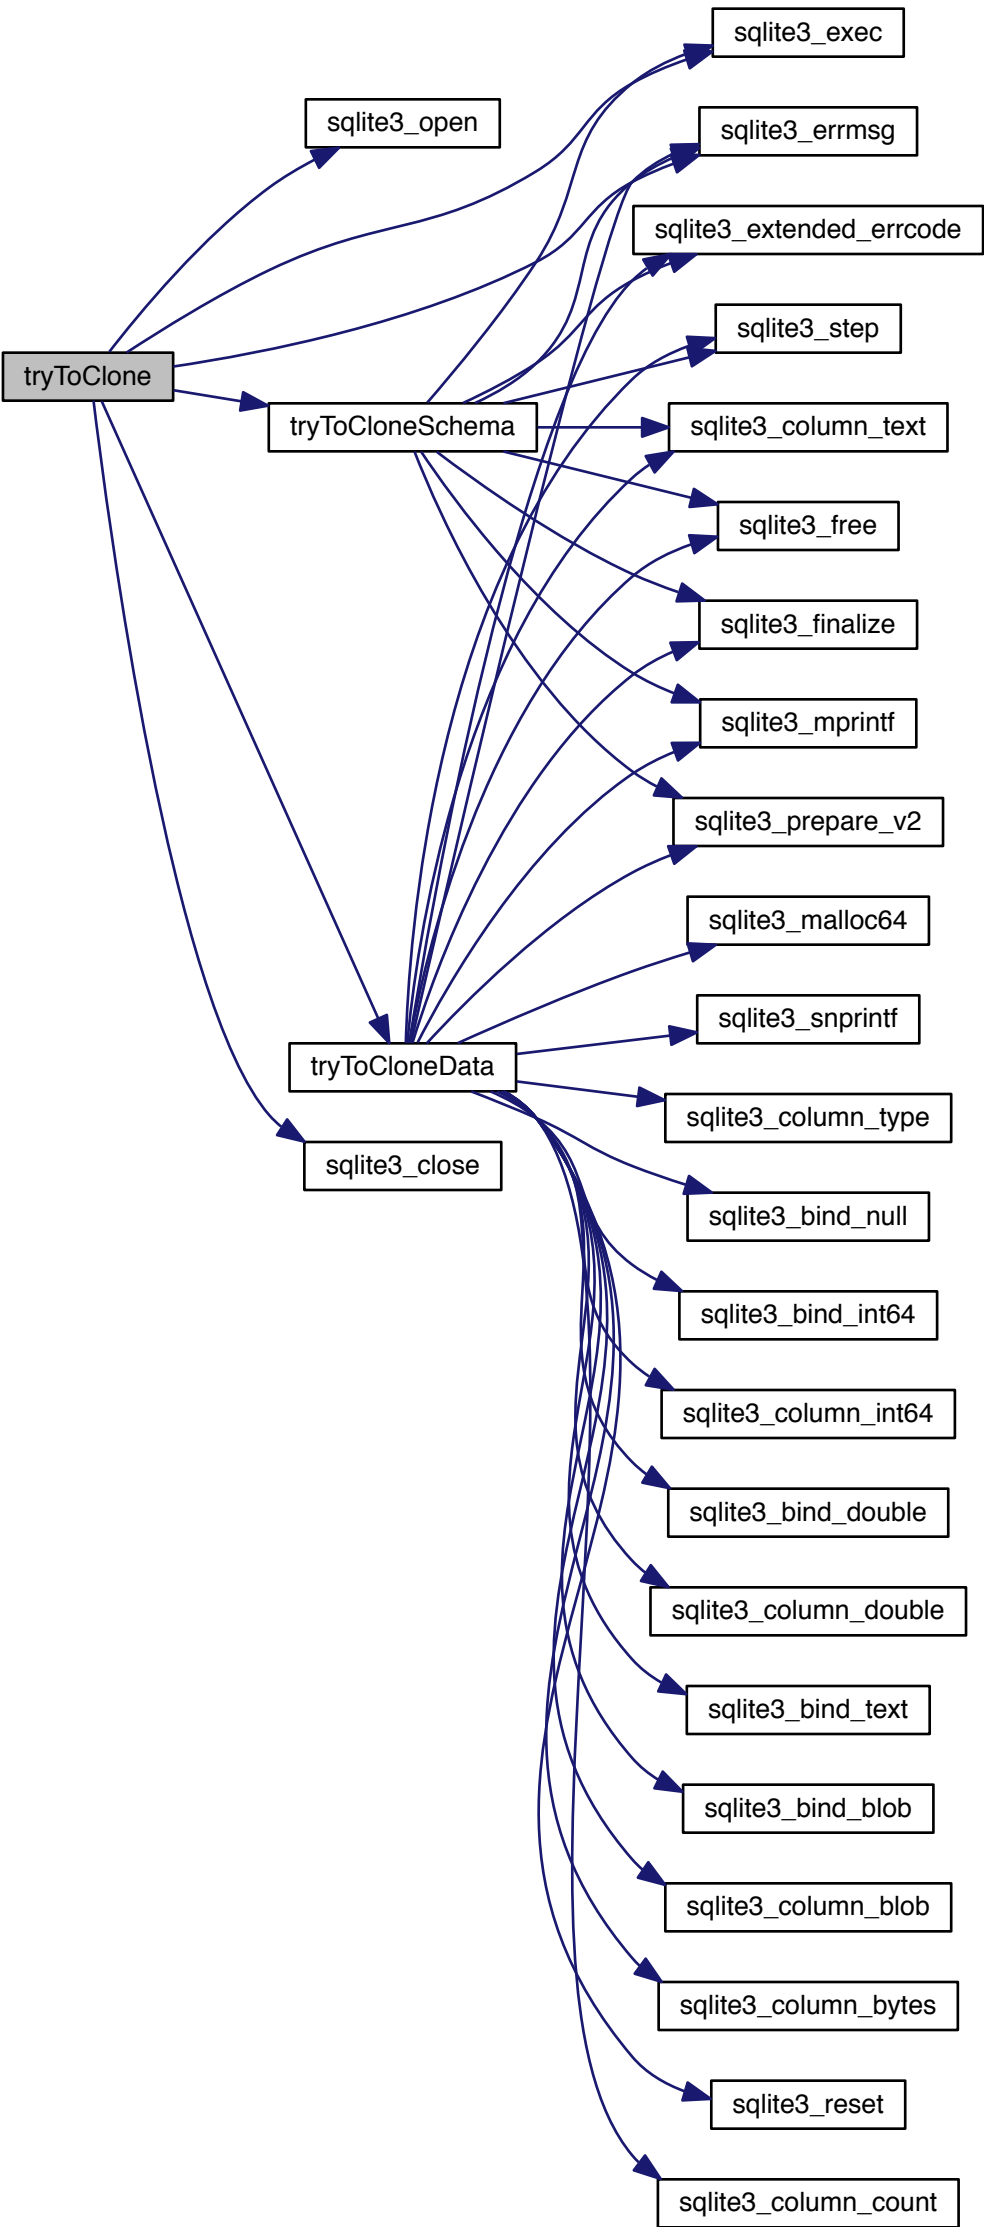 sqlite3_exec
sqlite3_open
sqlite3_errmsg
sqlite3_extended_errcode
sqlite3_step
tryToClone
tryToCloneSchema
sqlite3_column_text
sqlite3_free
sqlite3_finalize
sqlite3_mprintf
sqlite3_prepare_v2
sqlite3_malloc64
sqlite3_snprintf
tryToCloneData
sqlite3_column_type
sqlite3_close
sqlite3_bind_null
sqlite3_bind_int64
sqlite3_column_int64
sqlite3_bind_double
sqlite3_column_double
sqlite3_bind_text
sqlite3_bind_blob
sqlite3_column_blob
sqlite3_column_bytes
sqlite3_reset
sqlite3_column_count